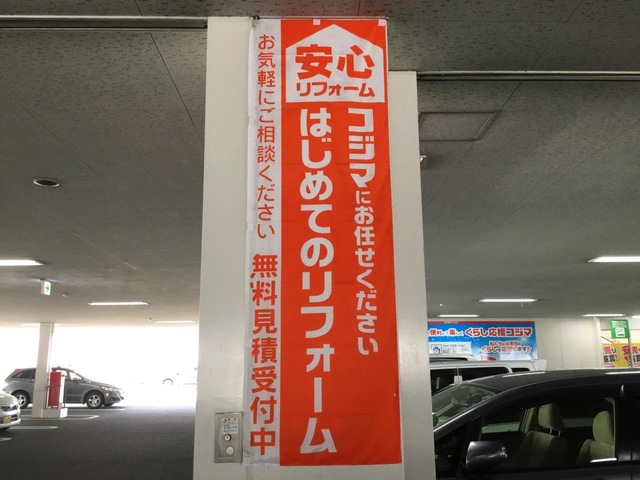 安心
リフォーム
コジマにお任せください
はじめてのリフォーム
お気軽にご相談ください
無料見積受付中
くらし応援コジマ